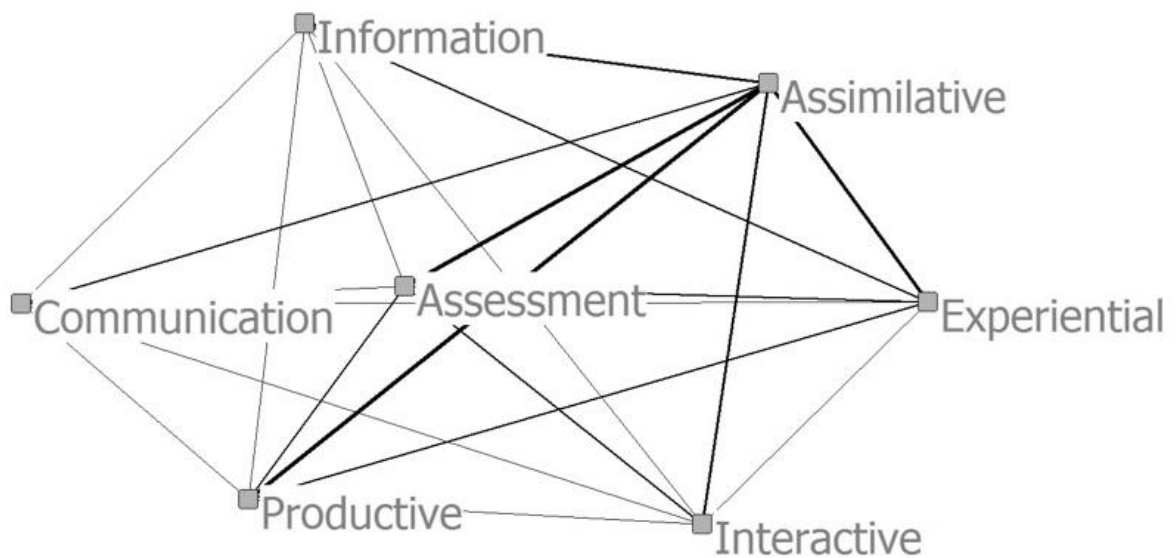 Information
Assimilative
Assessment
Communication
Experiential
Productive
Interactive